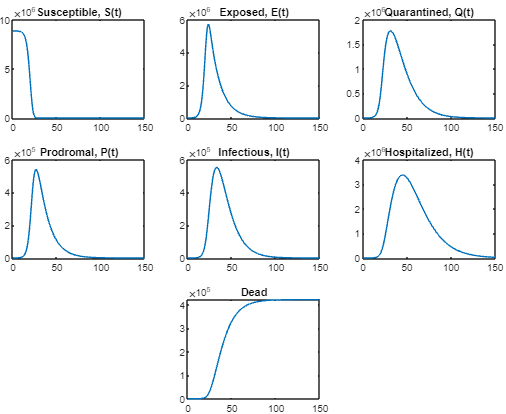 ×10⁶ Susceptible, S(t)
×10⁶ Exposed, E(t)
×10⁶ Quarantined, Q(t)
10
5
0
0 50 100 150
6
4
2
0
0 50 100 150
2
1.5
1
0.5
0
0 50 100 150
×10⁵ Prodromal, P(t)
×10⁵ Infectious, I(t)
×10⁶ Hospitalized, H(t)
6
4
2
0
0 50 100 150
6
4
2
0
0 50 100 150
4
3
2
1
0
0 50 100 150
×10⁵ Dead
4
3
2
1
0
0 50 100 150